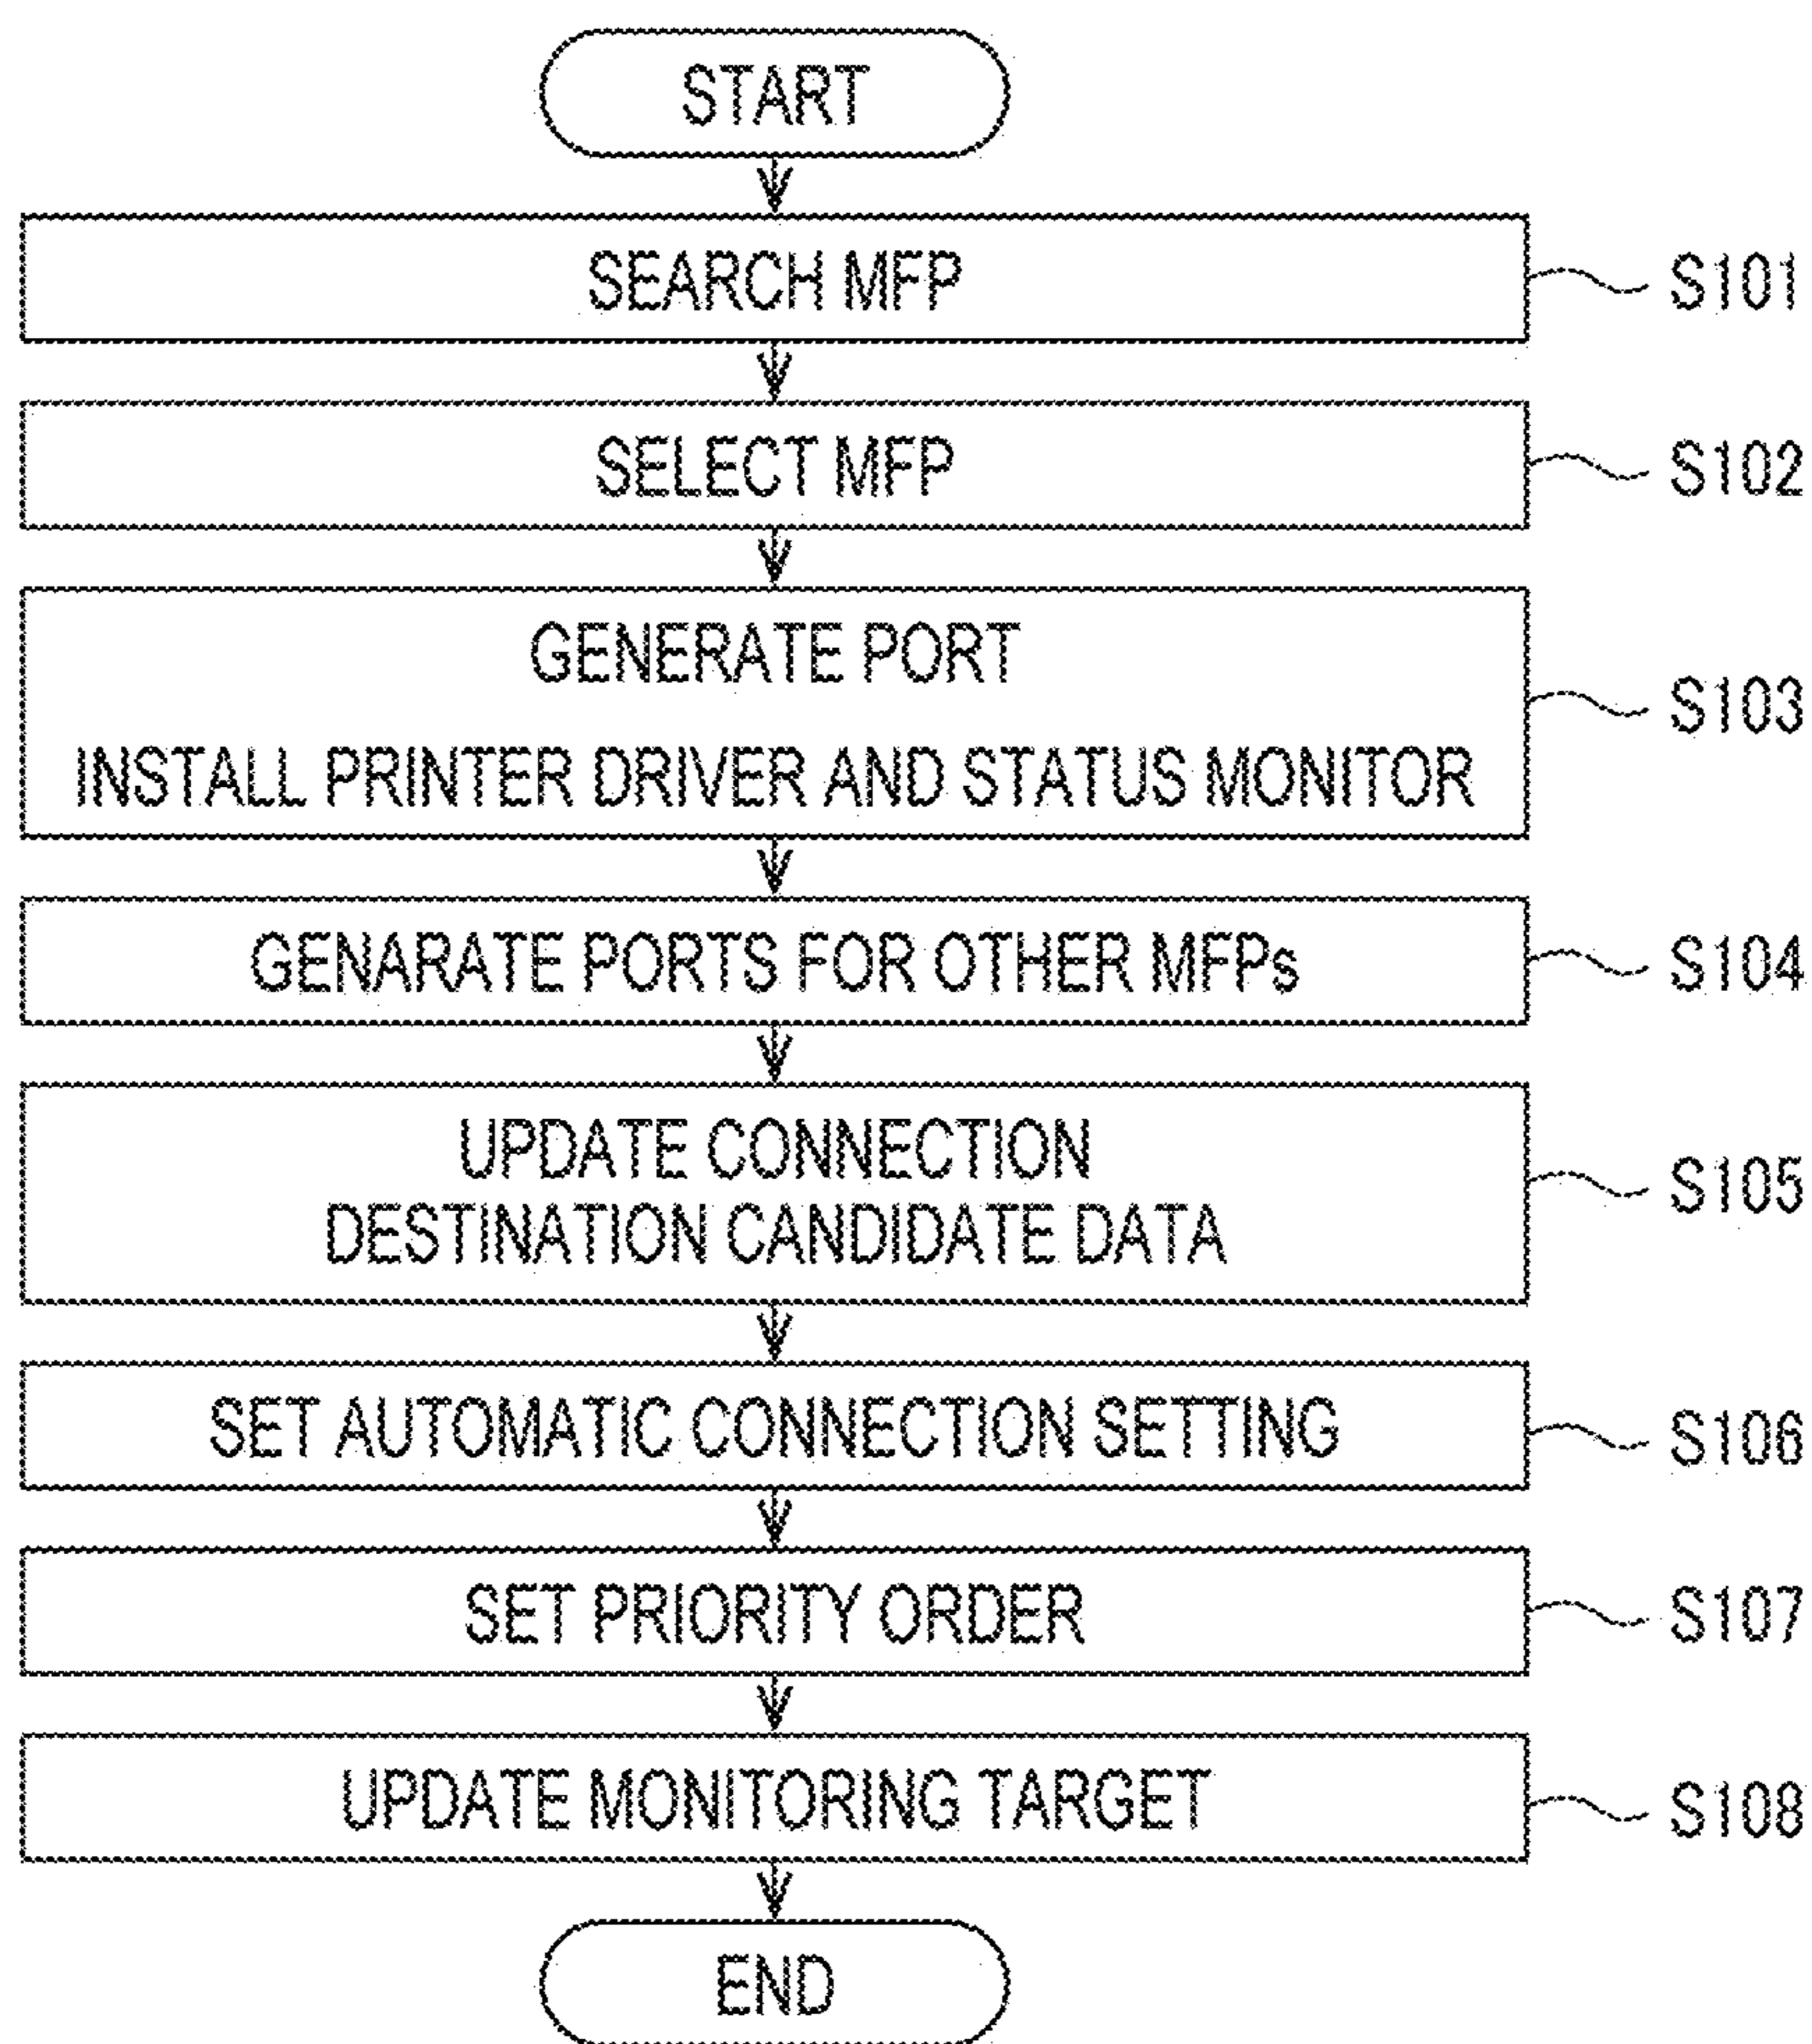 START
SEARCH MFP
S101
SELECT MFP
S102
GENERATE PORT
INSTALL PRINTER DRIVER AND STATUS MONITOR
S103
GENARATE PORTS FOR OTHER MFPs
S104
UPDATE CONNECTION
DESTINATION CANDIDATE DATA
S105
SET AUTOMATIC CONNECTION SETTING
S106
SET PRIORITY ORDER
S107
UPDATE MONITORING TARGET
S108
END